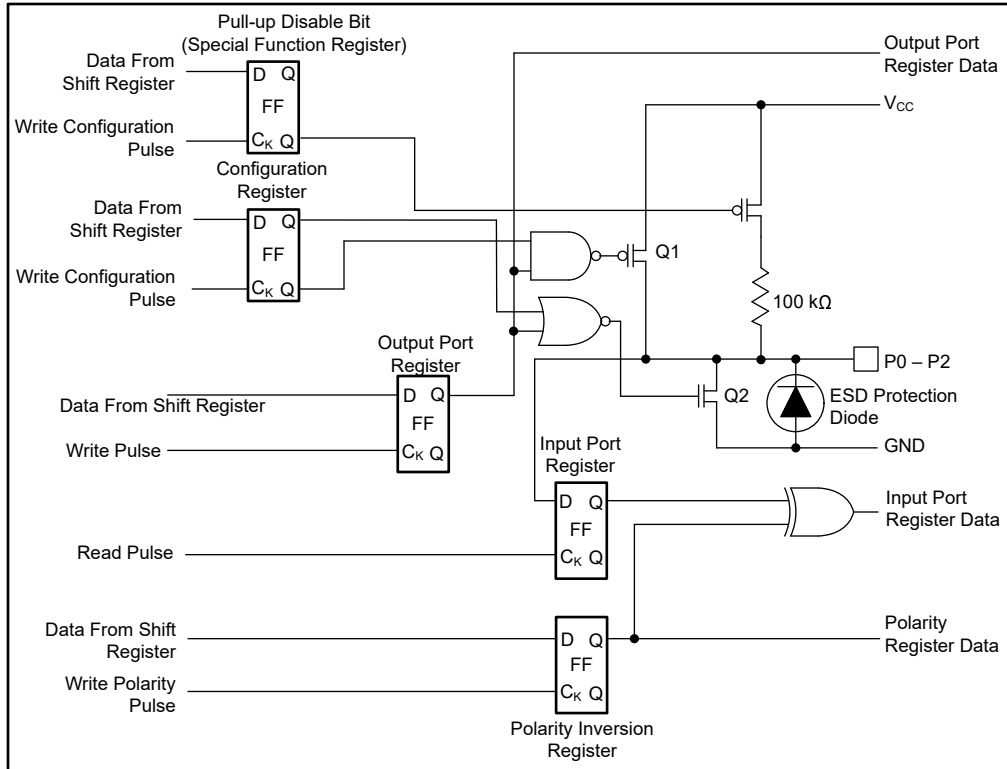 Pull-up Disable Bit
(Special Function Register)
Data From
Shift Register
D Q
FF
Write Configuration
Pulse
CK Q
Output Port
Register Data
VCC
Configuration
Register
Data From
Shift Register
D Q
FF
Write Configuration
Pulse
CK Q
Q1
100 kΩ
Output Port
Register
Data From Shift Register
D Q
FF
Write Pulse
CK Q
P0 – P2
Q2
ESD Protection
Diode
GND
Input Port
Register
D Q
FF
Read Pulse
CK Q
Input Port
Register Data
Data From Shift
Register
D Q
FF
Write Polarity
Pulse
CK Q
Polarity
Register Data
Polarity Inversion
Register